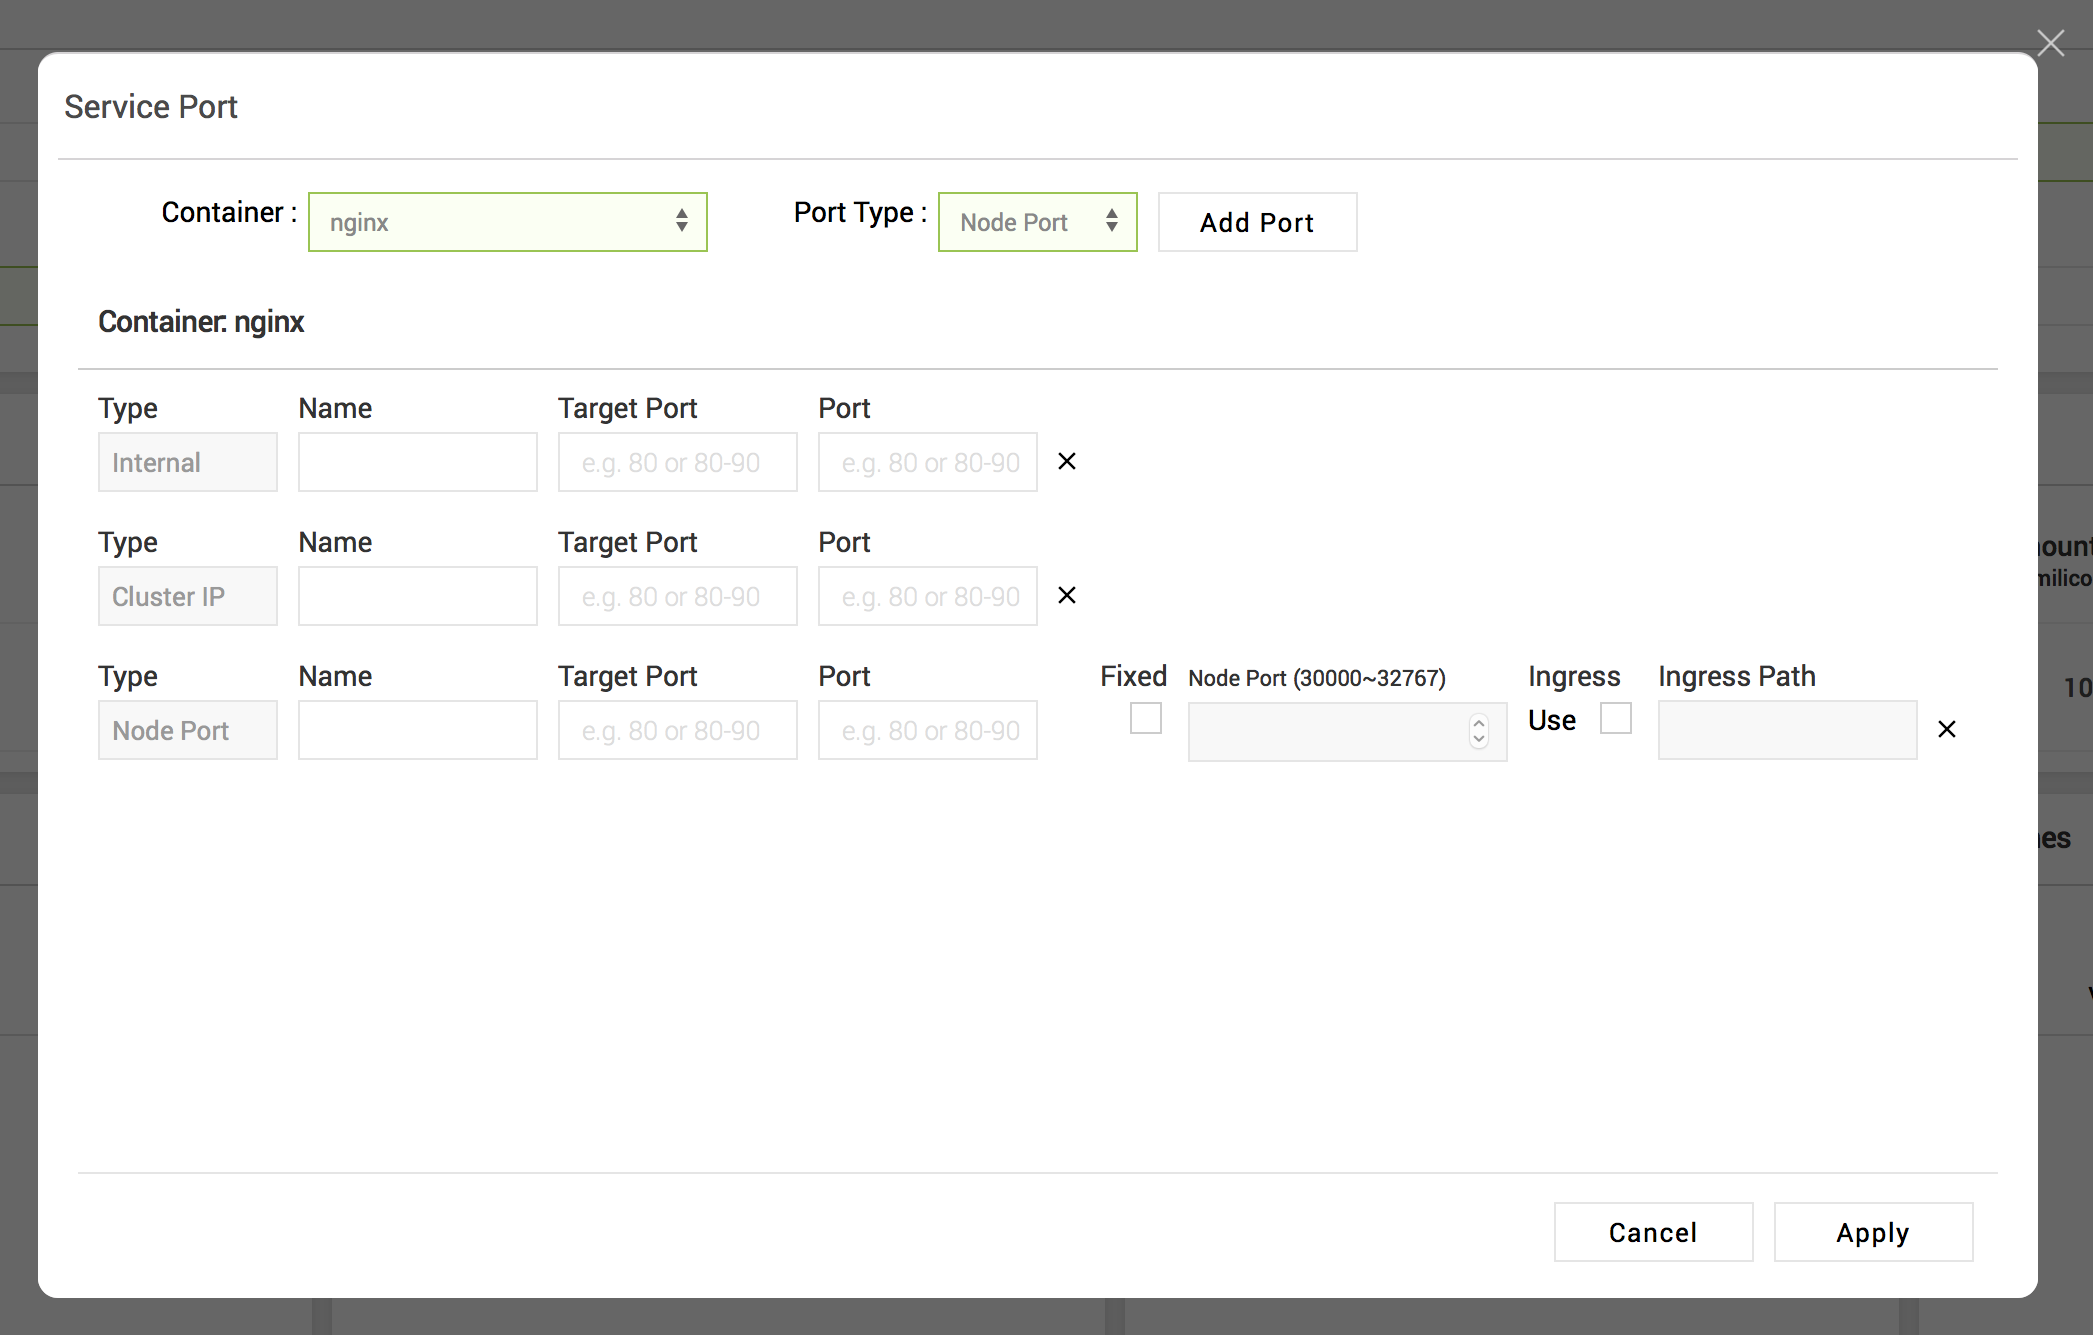 Service Port
Container : nginx Port Type : Node Port Add Port
Container: nginx
Type Name Target Port Port
Internal e.g. 80 or 80-90 e.g. 80 or 80-90
Type Name Target Port Port
Cluster IP e.g. 80 or 80-90 e.g. 80 or 80-90
Type Name Target Port Port Fixed Node Port (30000~32767) Ingress Ingress Path
Node Port e.g. 80 or 80-90 e.g. 80 or 80-90 Use
10
Cancel Apply